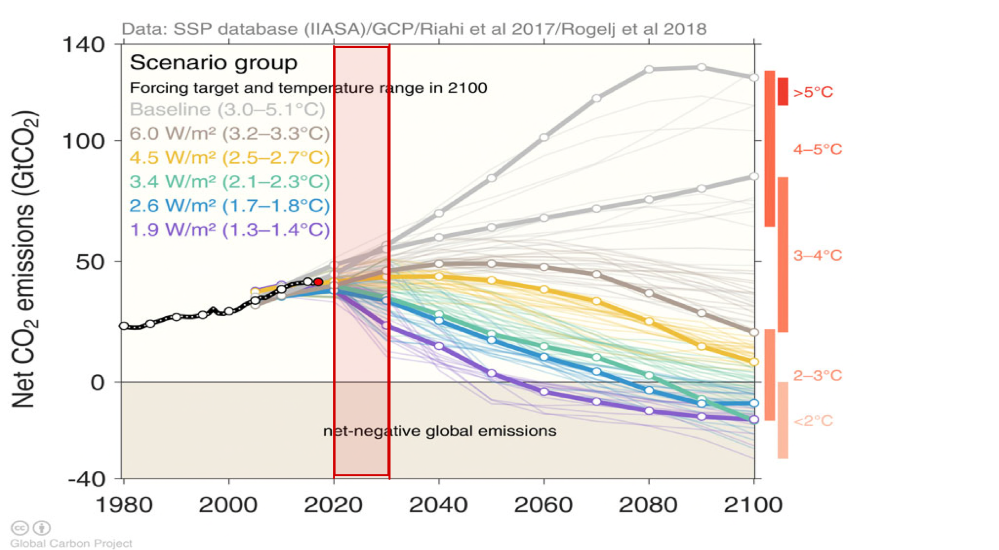 Data: SSP database (IIASA)/GCP/Riahi et al 2017/Rogelj et al 2018
Net CO₂ emissions (GtCO₂)
140
100
50
0
-40
Scenario group
Forcing target and temperature range in 2100
Baseline (3.0–5.1°C)
6.0 W/m² (3.2–3.3°C)
4.5 W/m² (2.5–2.7°C)
3.4 W/m² (2.1–2.3°C)
2.6 W/m² (1.7–1.8°C)
1.9 W/m² (1.3–1.4°C)
net-negative global emissions
>5°C
4–5°C
3–4°C
2–3°C
<2°C
1980 2000 2020 2040 2060 2080 2100
cc
Global Carbon Project